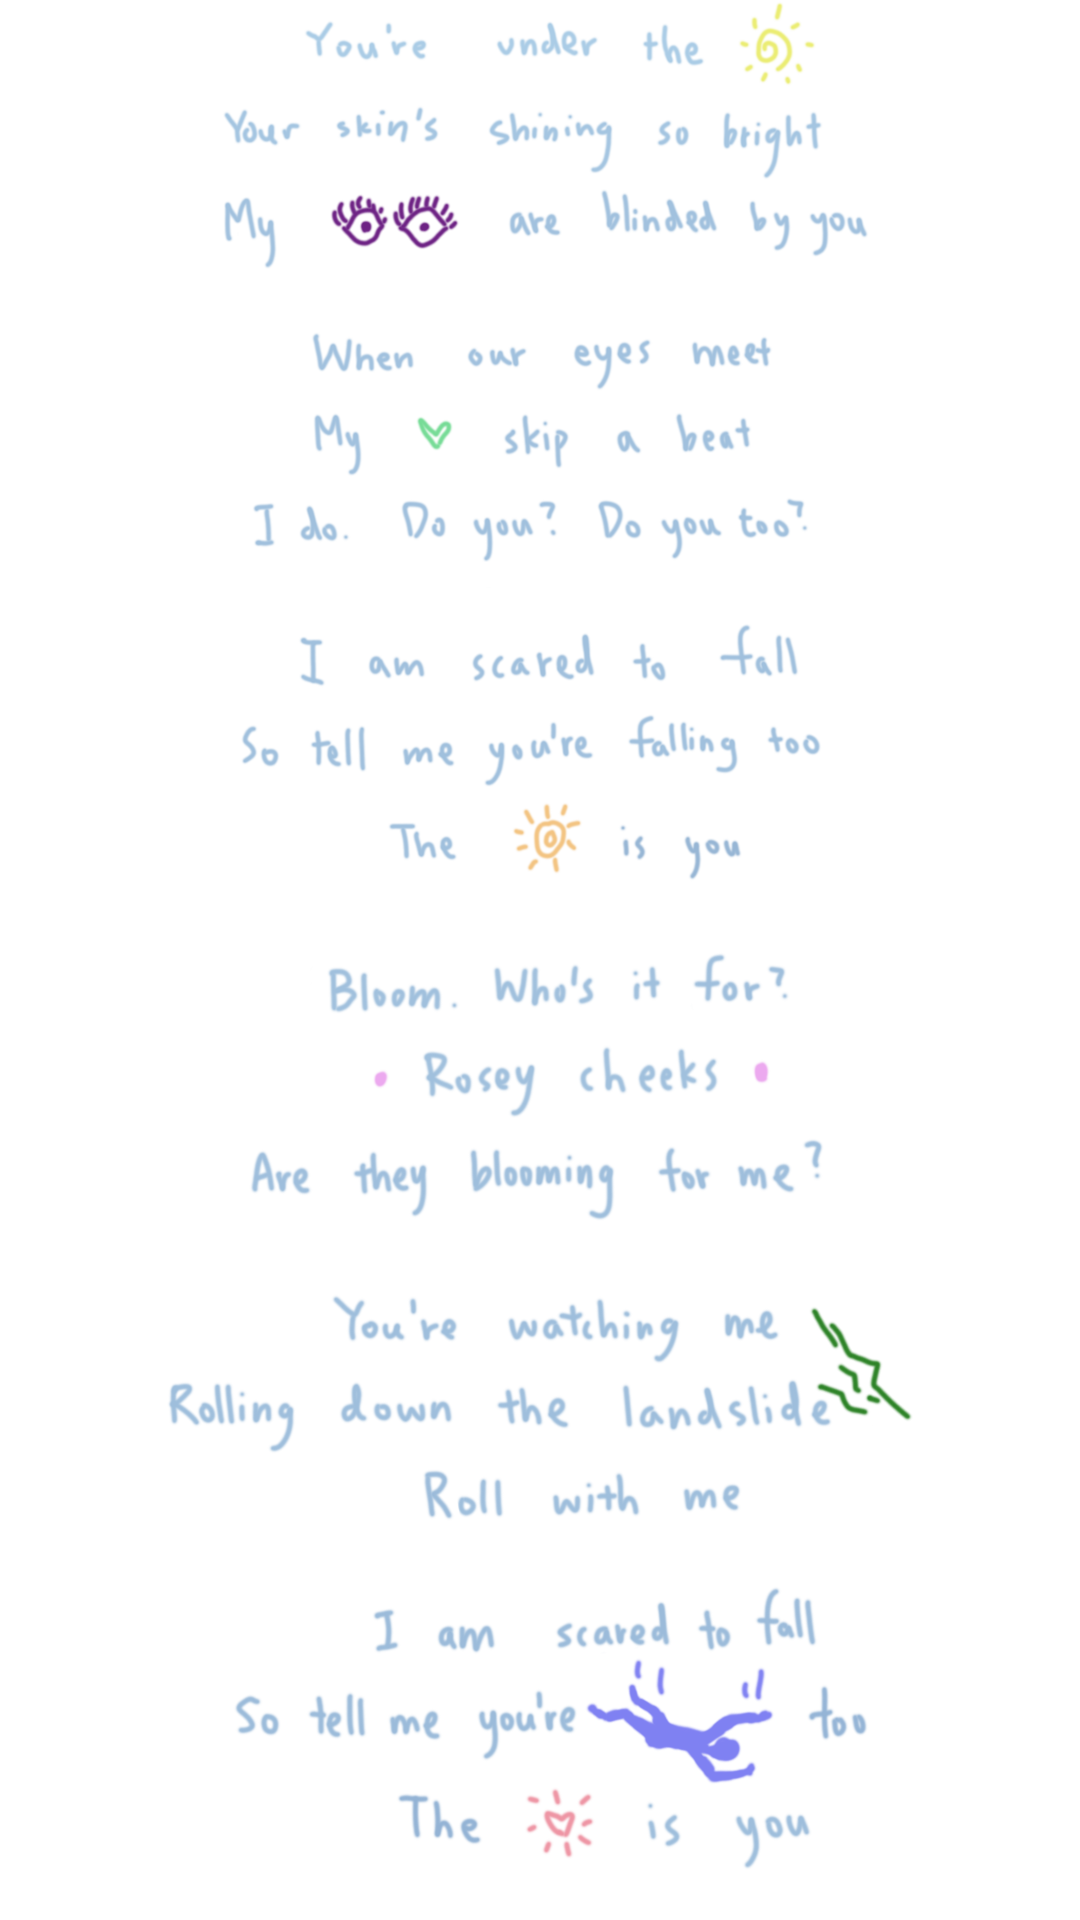 You're under the
Your skin's shining so bright
My are blinded by you
When our eyes meet
My skip a beat
I do. Do you? Do you too?
I am scared to fall
So tell me you're falling too
The is you
Bloom. Who's it for?
Rosey cheeks
Are they blooming for me?
You're watching me
Rolling down the landslide
Roll with me
I am scared to fall
So tell me you're too
The is you